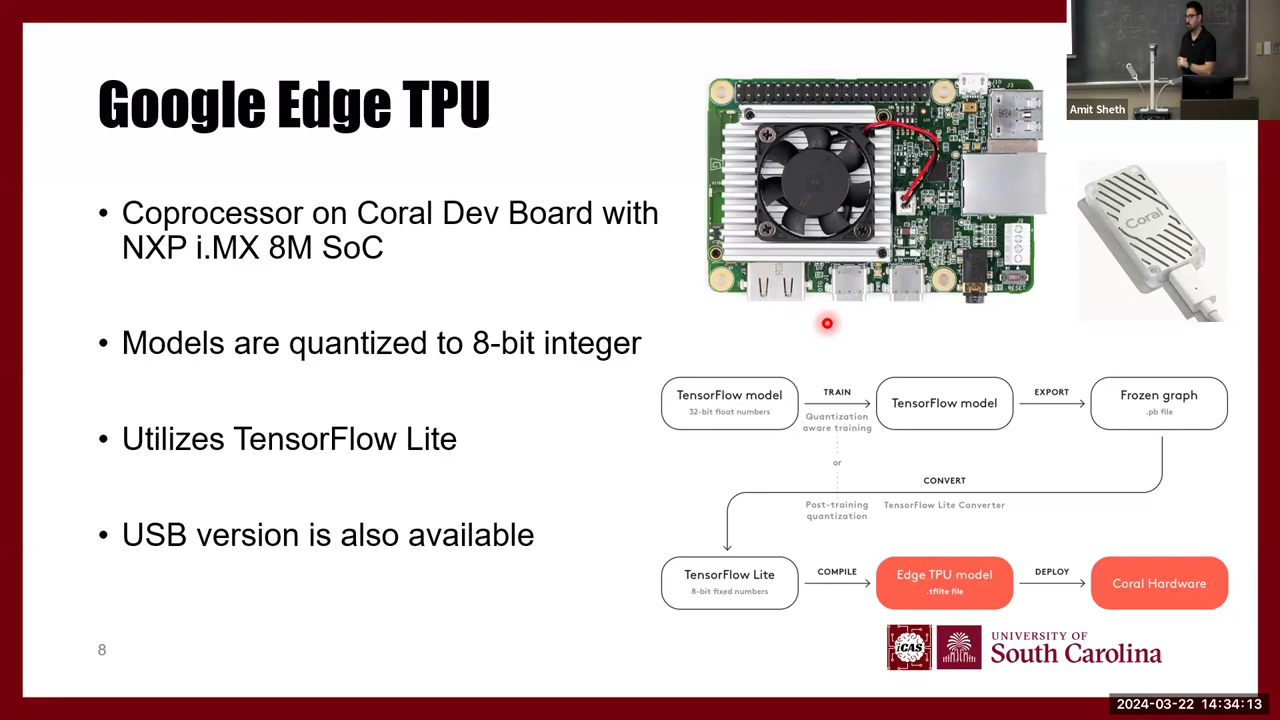 Google Edge TPU
• Coprocessor on Coral Dev Board with
NXP i.MX 8M SoC
• Models are quantized to 8-bit integer
• Utilizes TensorFlow Lite
• USB version is also available
8
Amit Sheth
Coral
RESET
TensorFlow model
32-bit float numbers
TRAIN
Quantization
aware training
or
Post-training
quantization
TensorFlow model
EXPORT
Frozen graph
.pb file
CONVERT
TensorFlow Lite Converter
TensorFlow Lite
8-bit fixed numbers
COMPILE
Edge TPU model
.tflite file
DEPLOY
Coral Hardware
iCAS
UNIVERSITY OF
South Carolina
2024-03-22 14:34:13